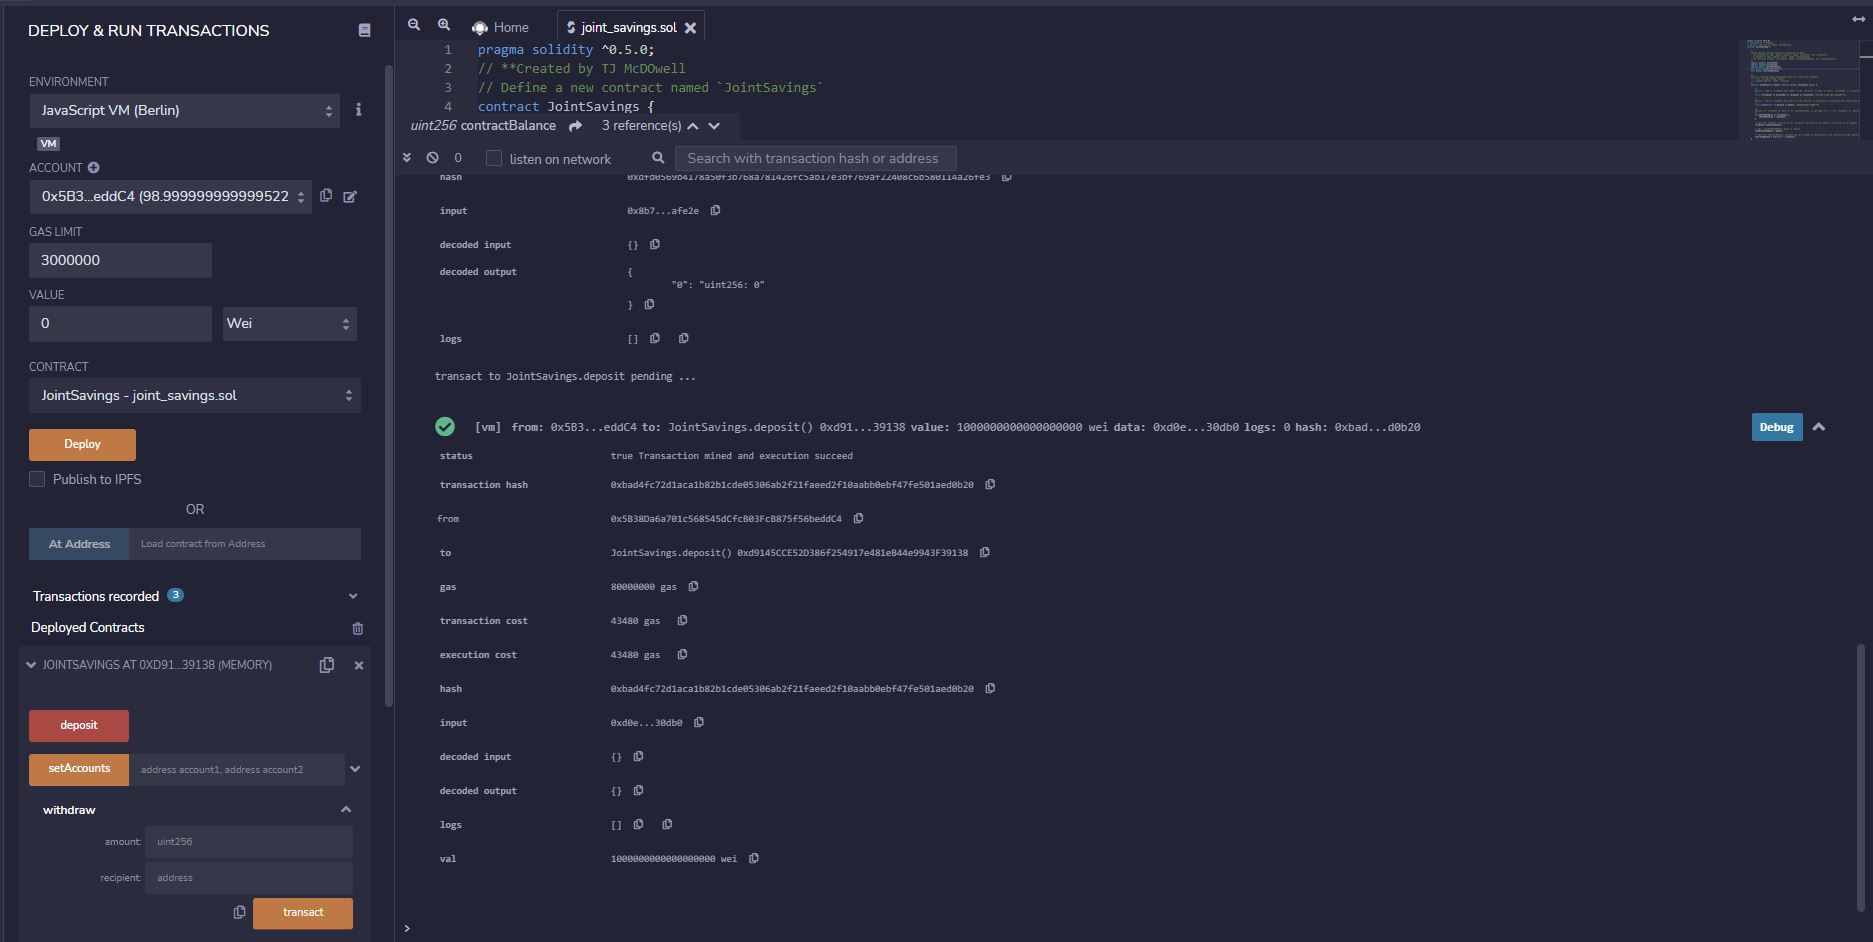 DEPLOY & RUN TRANSACTIONS
ENVIRONMENT
JavaScript VM (Berlin)
VM
ACCOUNT
0x5B3...eddC4 (98.999999999999522
GAS LIMIT
3000000
VALUE
0
Wei
CONTRACT
JointSavings - joint_savings.sol
Deploy
Publish to IPFS
OR
At Address
Load contract from Address
Transactions recorded 3
Deployed Contracts
JOINTSAVINGS AT 0XD91...39138 (MEMORY)
deposit
setAccounts
address account1, address account2
withdraw
amount:
uint256
recipient:
address
transact
Home
joint_savings.sol
1 pragma solidity ^0.5.0;
2 // **Created by TJ McDOwell
3 // Define a new contract named `JointSavings`
4 contract JointSavings {
uint256 contractBalance
3 reference(s)
0
listen on network
Search with transaction hash or address
hash
input 0x8b7...afe2e
decoded input {}
decoded output {
"0": "uint256: 0"
}
logs []
transact to JointSavings.deposit pending ...
[vm] from: 0x5B3...eddC4 to: JointSavings.deposit() 0xd91...39138 value: 1000000000000000000 wei data: 0xd0e...30db0 logs: 0 hash: 0xbad...d0b20
Debug
status true Transaction mined and execution succeed
transaction hash 0xbad4fc72d1aca1b82b1cde05306ab2f21faeed2f10aabb0ebf47fe501aed0b20
from 0x5B38Da6a701c568545dCfcB03FcB875f56beddC4
to JointSavings.deposit() 0xd9145CCE52D386f254917e481eB44e9943F39138
gas 80000000 gas
transaction cost 43480 gas
execution cost 43480 gas
hash 0xbad4fc72d1aca1b82b1cde05306ab2f21faeed2f10aabb0ebf47fe501aed0b20
input 0xd0e...30db0
decoded input {}
decoded output {}
logs []
val 1000000000000000000 wei
>